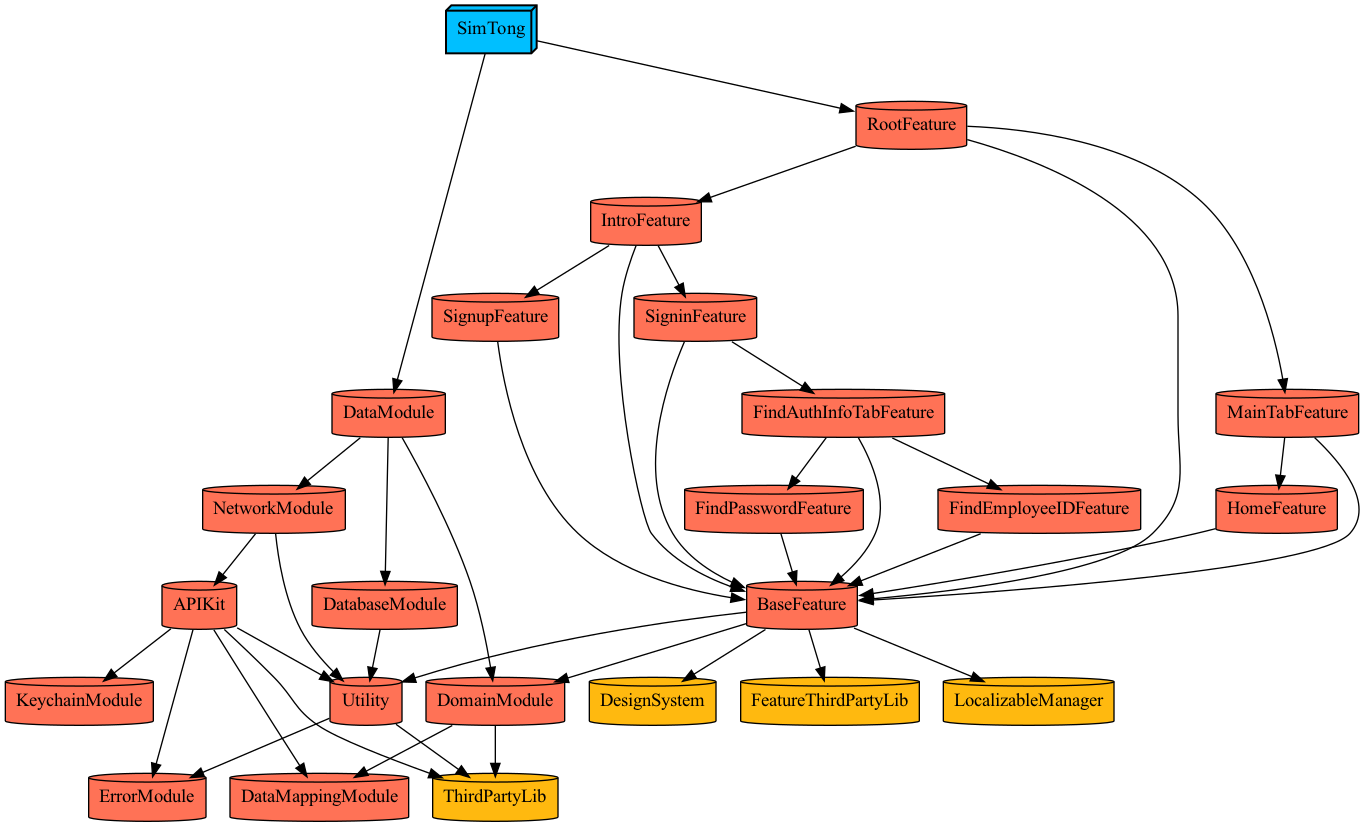 SimTong
RootFeature
IntroFeature
SignupFeature
SigninFeature
DataModule
FindAuthInfoTabFeature
MainTabFeature
NetworkModule
FindPasswordFeature
FindEmployeeIDFeature
HomeFeature
APIKit
DatabaseModule
BaseFeature
KeychainModule
Utility
DomainModule
DesignSystem
FeatureThirdPartyLib
LocalizableManager
ErrorModule
DataMappingModule
ThirdPartyLib